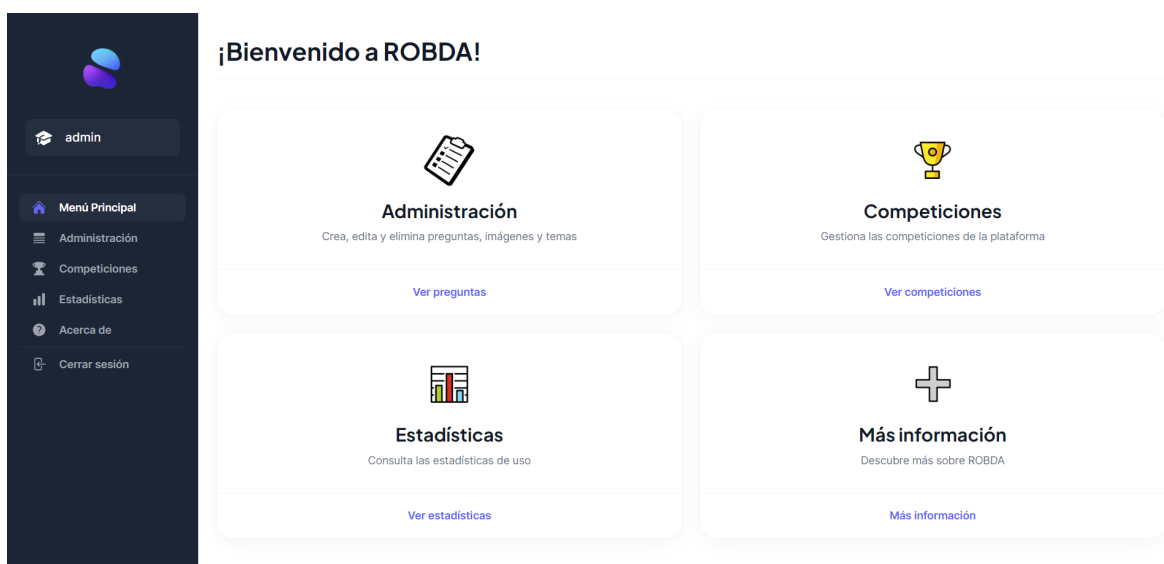 ¡Bienvenido a ROBDA!
admin
Menú Principal
Administración
Competiciones
Estadísticas
Acerca de
Cerrar sesión
Administración
Crea, edita y elimina preguntas, imágenes y temas
Ver preguntas
Competiciones
Gestiona las competiciones de la plataforma
Ver competiciones
Estadísticas
Consulta las estadísticas de uso
Ver estadísticas
Más información
Descubre más sobre ROBDA
Más información